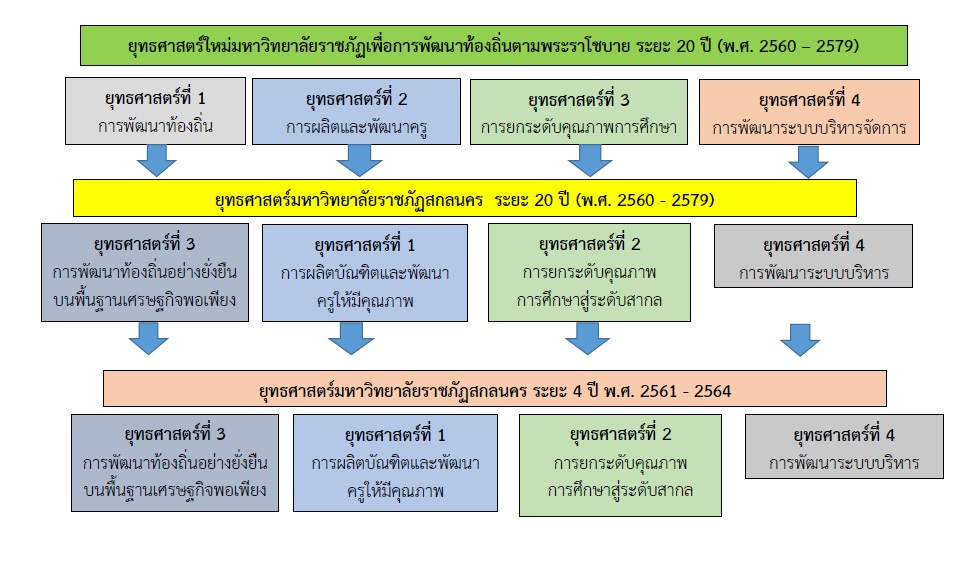 ยุทธศาสตร์ใหม่มหาวิทยาลัยราชภัฏเพื่อการพัฒนาท้องถิ่นตามพระราโชบาย ระยะ 20 ปี (พ.ศ. 2560 – 2579)
ยุทธศาสตร์ที่ 1
การพัฒนาท้องถิ่น
ยุทธศาสตร์ที่ 2
การผลิตและพัฒนาครู
ยุทธศาสตร์ที่ 3
การยกระดับคุณภาพการศึกษา
ยุทธศาสตร์ที่ 4
การพัฒนาระบบบริหารจัดการ
ยุทธศาสตร์มหาวิทยาลัยราชภัฏสกลนคร ระยะ 20 ปี (พ.ศ. 2560 - 2579)
ยุทธศาสตร์ที่ 3
การพัฒนาท้องถิ่นอย่างยั่งยืน
บนพื้นฐานเศรษฐกิจพอเพียง
ยุทธศาสตร์ที่ 1
การผลิตบัณฑิตและพัฒนา
ครูให้มีคุณภาพ
ยุทธศาสตร์ที่ 2
การยกระดับคุณภาพ
การศึกษาสู่ระดับสากล
ยุทธศาสตร์ที่ 4
การพัฒนาระบบบริหาร
ยุทธศาสตร์มหาวิทยาลัยราชภัฏสกลนคร ระยะ 4 ปี พ.ศ. 2561 - 2564
ยุทธศาสตร์ที่ 3
การพัฒนาท้องถิ่นอย่างยั่งยืน
บนพื้นฐานเศรษฐกิจพอเพียง
ยุทธศาสตร์ที่ 1
การผลิตบัณฑิตและพัฒนา
ครูให้มีคุณภาพ
ยุทธศาสตร์ที่ 2
การยกระดับคุณภาพ
การศึกษาสู่ระดับสากล
ยุทธศาสตร์ที่ 4
การพัฒนาระบบบริหาร